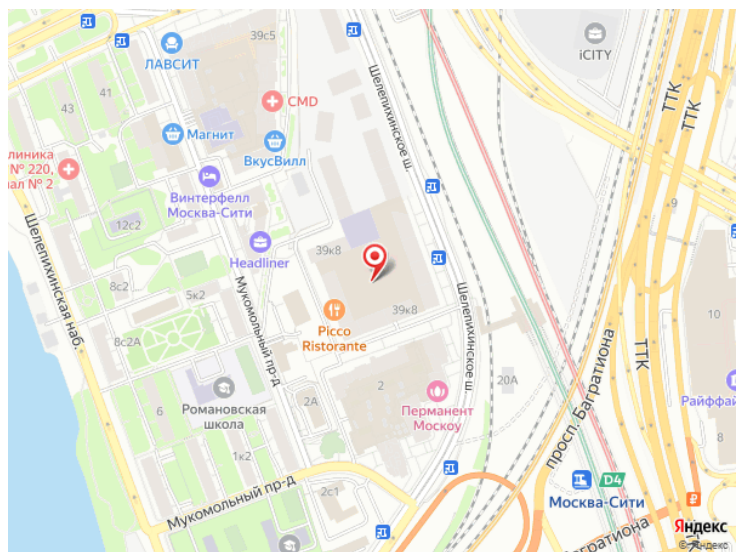 39с5
ЛАВСИТ
iCITY
ТТК
ТТК
43
41
CMD
Магнит
ВкусВилл
Шелепихинское ш.
линика
№ 220,
ал № 2
Винтерфелл
Москва-Сити
12с2
9
Headliner
39к8
8с2
5к2
Шелепихинская наб.
Мукомольный пр-д
39к8
Шелепихинское ш.
Picco
Ristorante
8с2А
10
ТТК
просп. Багратиона
Романовская
школа
2А
2
20А
Перманент
Москоу
Райффай
6
1к2
8
Мукомольный пр-д
2с1
D4
Москва-Сити
₽
Яндекс
© Яндекс